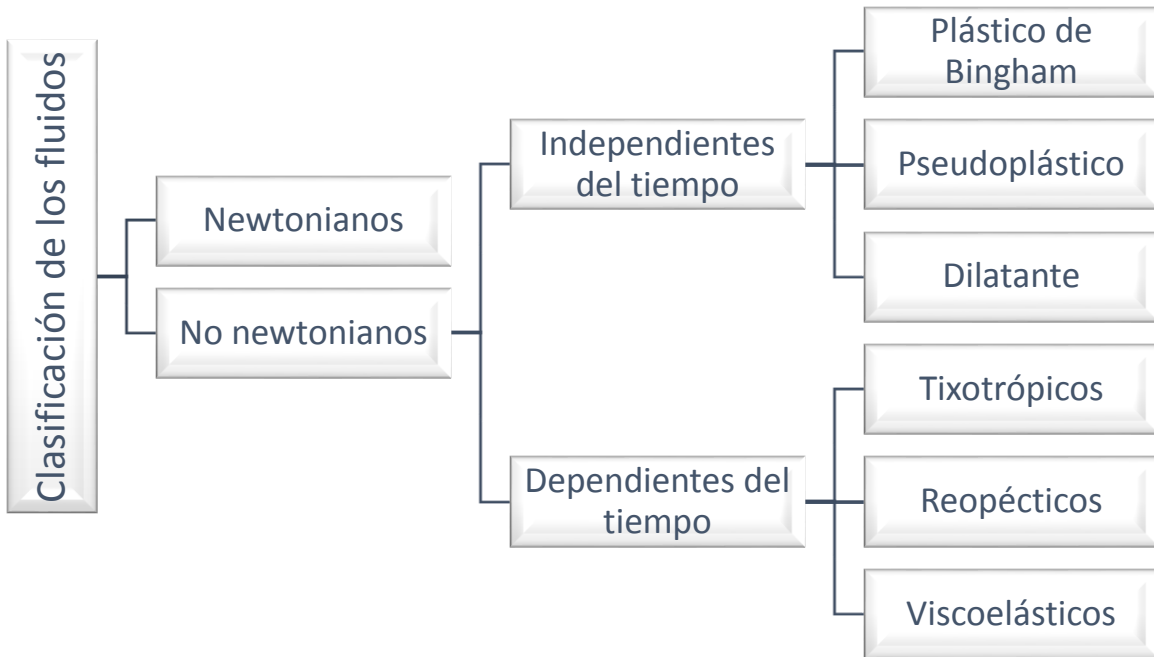 Clasificación de los fluidos
Newtonianos
No newtonianos
Independientes
del tiempo
Plástico de
Bingham
Pseudoplástico
Dilatante
Dependientes del
tiempo
Tixotrópicos
Reopécticos
Viscoelásticos